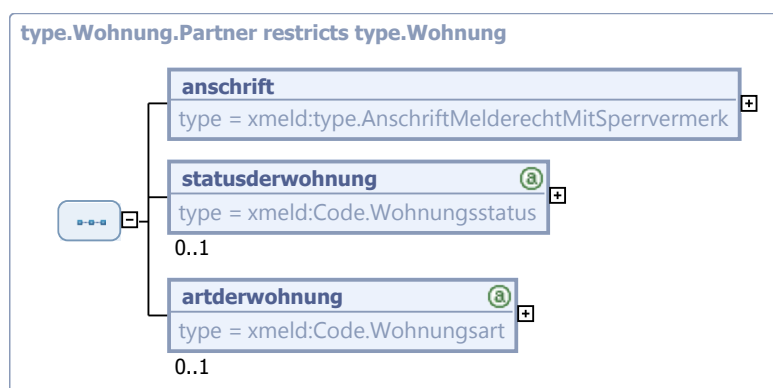 type.Wohnung.Partner restricts type.Wohnung
anschrift
type = xmeld:type.AnschriftMelderechtMitSperrvermerk
statusderwohnung @
type = xmeld:Code.Wohnungsstatus
0..1
artderwohnung @
type = xmeld:Code.Wohnungsart
0..1